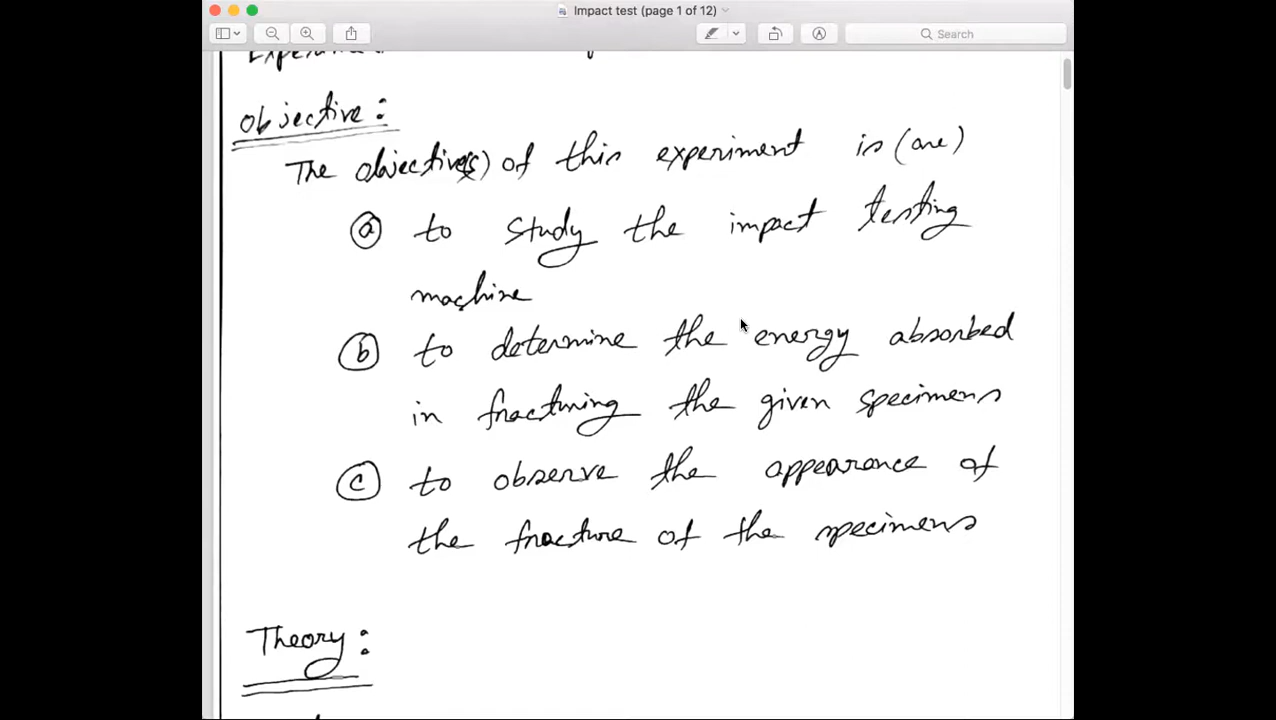 Impact test (page 1 of 12)
Search
Objective:
The objective(s) of this experiment is (are)
(a) to study the impact testing
machine
(b) to determine the energy absorbed
in fracturing the given specimens
(c) to observe the appearance of
the fracture of the specimens
Theory: